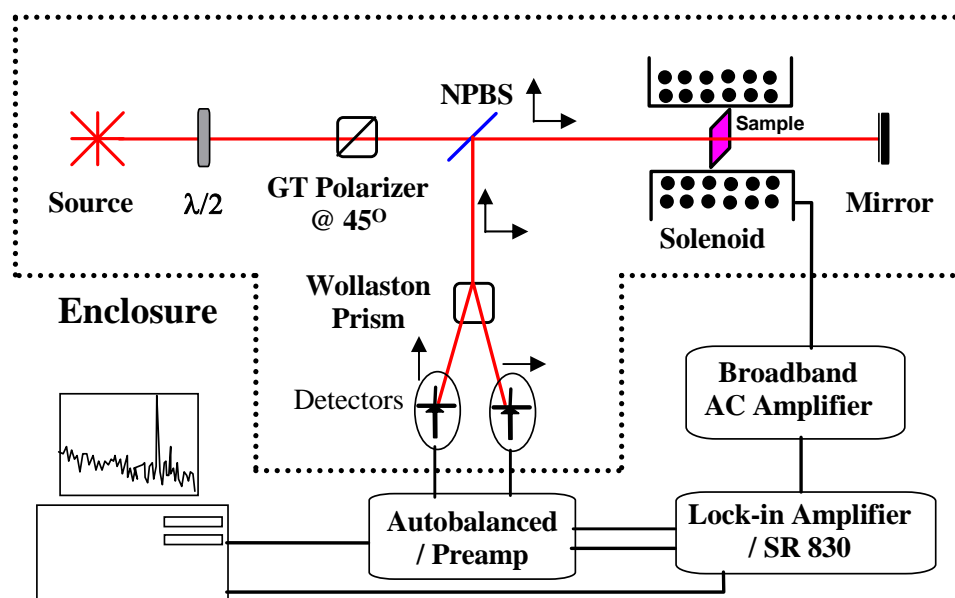 NPBS
Sample
Source
λ/2
GT Polarizer
@ 45O
Solenoid
Mirror
Enclosure
Wollaston
Prism
Detectors
Broadband
AC Amplifier
Autobalanced
/ Preamp
Lock-in Amplifier
/ SR 830